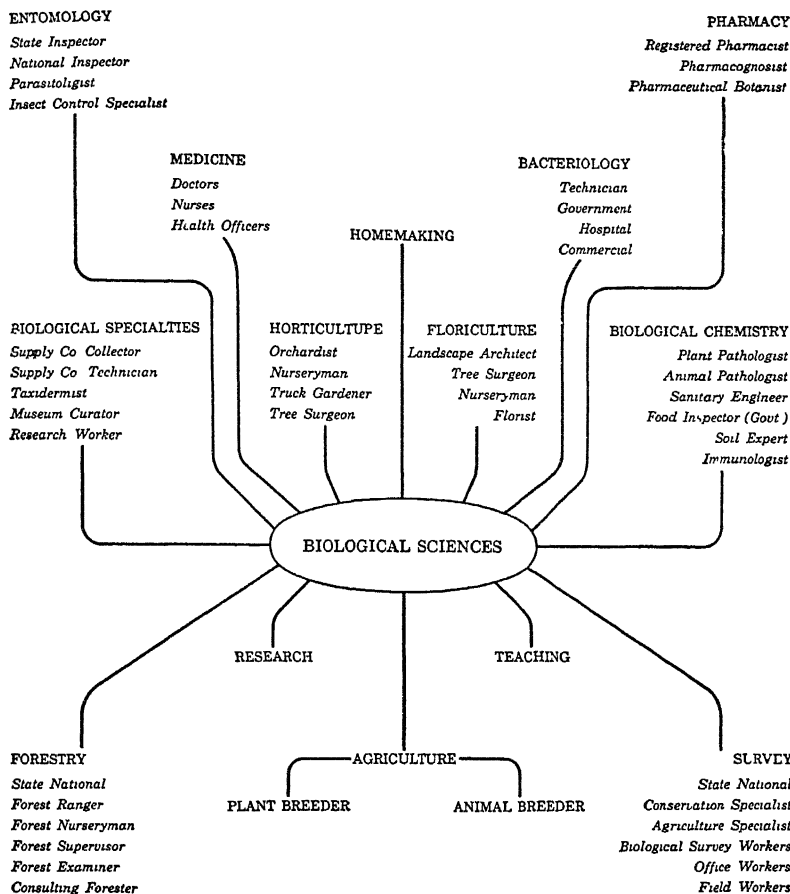 ENTOMOLOGY
State Inspector
National Inspector
Parasitoligist
Insect Control Specialist
PHARMACY
Registered Pharmacist
Pharmacognosist
Pharmaceutical Botanist
MEDICINE
Doctors
Nurses
Health Officers
HOMEMAKING
BACTERIOLOGY
Technician
Government
Hospital
Commercial
BIOLOGICAL SPECIALTIES
Supply Co Collector
Supply Co Technician
Taxidermist
Museum Curator
Research Worker
HORTICULTUPE
Orchardist
Nurseryman
Truck Gardener
Tree Surgeon
FLORICULTURE
Landscape Architect
Tree Surgeon
Nurseryman
Florist
BIOLOGICAL CHEMISTRY
Plant Pathologist
Animal Pathologist
Sanitary Engineer
Food Inspector (Govt )
Soil Expert
Immunologist
BIOLOGICAL SCIENCES
RESEARCH
TEACHING
FORESTRY
State National
Forest Ranger
Forest Nurseryman
Forest Supervisor
Forest Examiner
Consulting Forester
AGRICULTURE
PLANT BREEDER
ANIMAL BREEDER
SURVEY
State National
Conservation Specialist
Agriculture Specialist
Biological Survey Workers
Office Workers
Field Workers